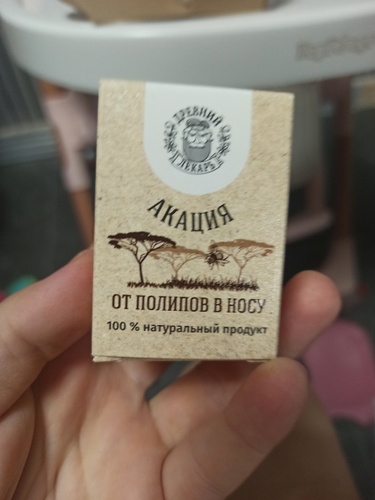 ДРЕВНИЙ
ЛЕКАРЬ
АКАЦИЯ
ОТ ПОЛИПОВ В НОСУ
100 % натуральный продукт